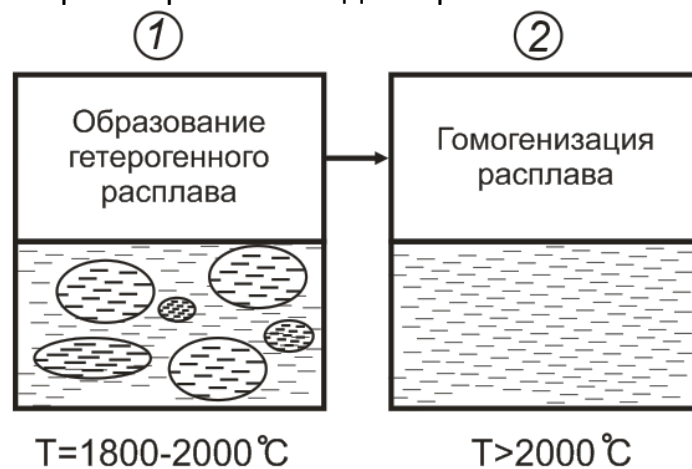 1
2
Образование
гетерогенного
расплава
Гомогенизация
расплава
T=1800-2000 °C
T>2000 °C